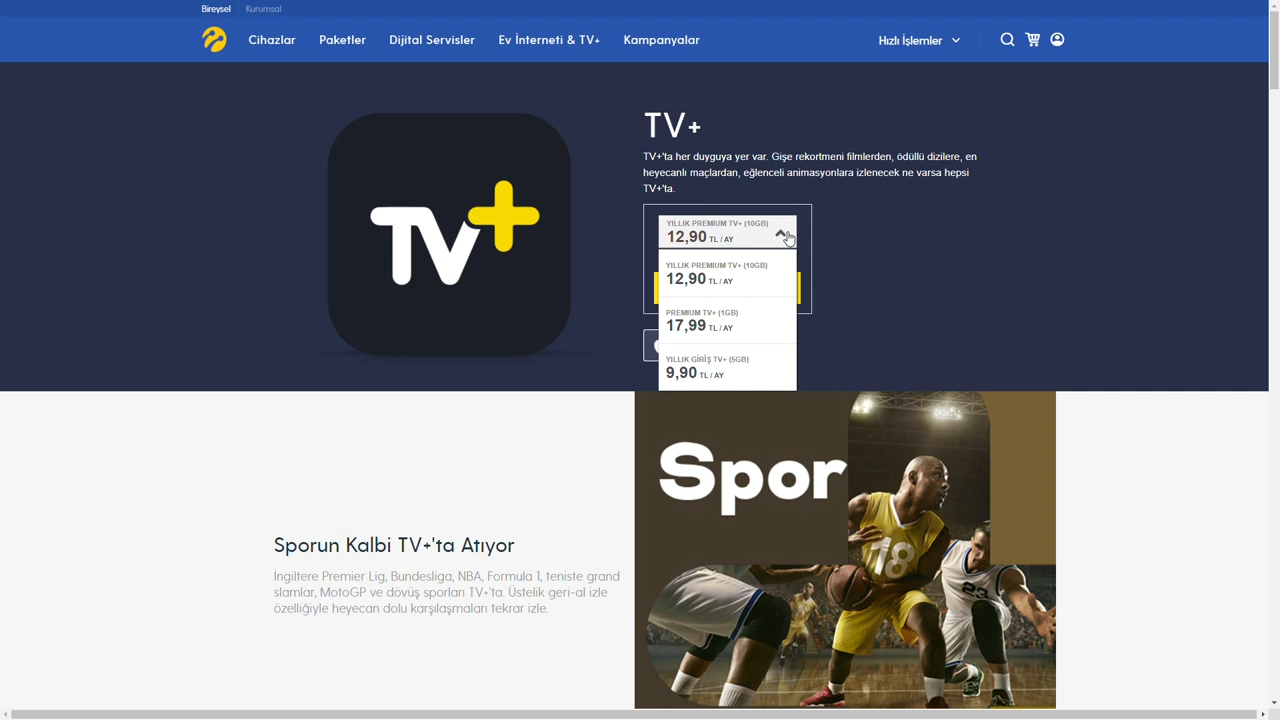 Bireysel
Kurumsal
Cihazlar
Paketler
Dijital Servisler
Ev İnterneti & TV+
Kampanyalar
Hızlı İşlemler
TV+
TV+
TV+'ta her duyguya yer var. Gişe rekortmeni filmlerden, ödüllü dizilere, en
heyecanlı maçlardan, eğlenceli animasyonlara izlenecek ne varsa hepsi
TV+'ta.
YILLIK PREMIUM TV+ (10GB)
12,90 TL / AY
YILLIK PREMIUM TV+ (10GB)
12,90 TL / AY
PREMIUM TV+ (1GB)
17,99 TL / AY
YILLIK GİRİŞ TV+ (5GB)
9,90 TL / AY
Spor
18
Sporun Kalbi TV+'ta Atıyor
İngiltere Premier Lig, Bundesliga, NBA, Formula 1, teniste grand
slamlar, MotoGP ve dövüş sporları TV+'ta. Üstelik geri-al izle
özelliğiyle heyecan dolu karşılaşmaları tekrar izle.